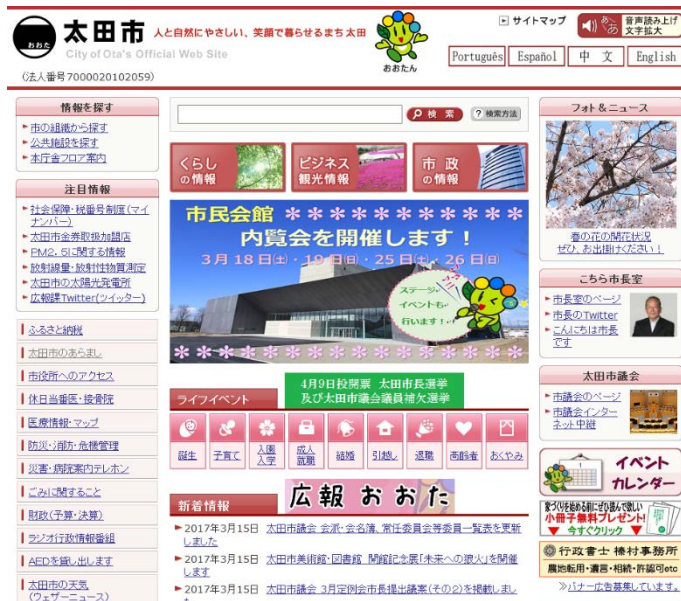 おおた
太田市
人と自然にやさしい、笑顔で暮らせるまち太田
City of Ota's Official Web Site
(法人番号7000020102059)
おおたん
サイトマップ
あ
音声読み上げ
文字拡大
Português
Español
中 文
English
情報を探す
市の組織から探す
公共施設を探す
本庁舎フロア案内
注目情報
社会保障・税番号制度(マイ
ナンバー)
太田市金券取扱加盟店
PM2.5に関する情報
放射線量・放射性物質測定
太田市の太陽光発電所
広報課Twitter(ツイッター)
ふるさと納税
太田市のあらまし
市役所へのアクセス
休日当番医・接骨院
医療情報・マップ
防災・消防・危機管理
災害・病院案内テレホン
ごみに関すること
財政(予算・決算)
ラジオ行政情報番組
AEDを貸し出します
太田市の天気
(ウェザーニュース)
検 索
? 検索方法
くらし
の情報
ビジネス
観光情報
市 政
の情報
市民会館 ************
内覧会を開催します!
3月18日(土)・19日(日)・25日(土)・26日(日)
ステージ
イベントも
行います!
***********************
ライフイベント
4月9日投開票 太田市長選挙
及び太田市議会議員補欠選挙
誕生
子育て
入園
入学
成人
就職
結婚
引越し
退職
高齢者
おくやみ
新着情報
広報 おおた
2017年3月15日 太田市議会 会派・会名簿、常任委員会等委員一覧表を更新
しました
2017年3月15日 太田市美術館・図書館 開館記念展「未来への狼火」を開催
します
2017年3月15日 太田市議会 3月定例会市長提出議案(その2)を掲載しまし
フォト&ニュース
春の花の開花状況
ぜひ、お出掛けください!
こちら市長室
市長室のページ
市長のTwitter
こんにちは市長
です
太田市議会
市議会のページ
市議会インター
ネット中継
イベント
カレンダー
家づくりを始める前にぜひ読んで欲しい
小冊子無料プレゼント!
▼ 今すぐクリック ▼
行政書士 榛村事務所
農地転用・遺言・相続・許認可etc
≫バナー広告募集しています。